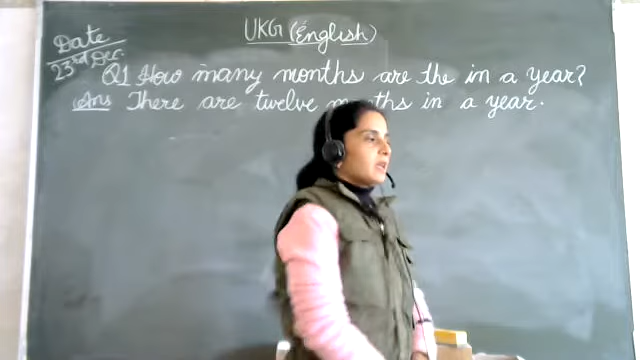 UKG (English)
Date
23rd Dec.
Q1 How many months are the in a year?
Ans There are twelve months in a year.